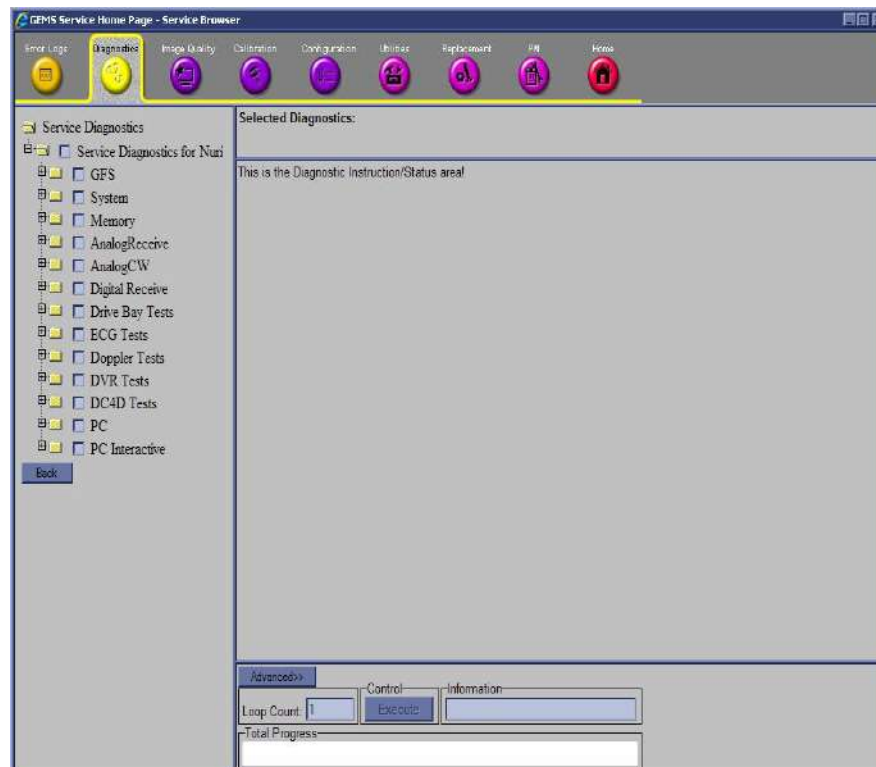 GEMS Service Home Page - Service Browser
Error Logs Diagnostics Image Quality Calibration Configuration Utilities Replacement PM Home
Service Diagnostics
Service Diagnostics for Nuri
GFS
System
Memory
AnalogReceive
AnalogCW
Digital Receive
Drive Bay Tests
ECG Tests
Doppler Tests
DVR Tests
DC4D Tests
PC
PC Interactive
Back
Selected Diagnostics:
This is the Diagnostic Instruction/Status area!
Advanced>>
Loop Count: 1
Control
Execute
Information
Total Progress